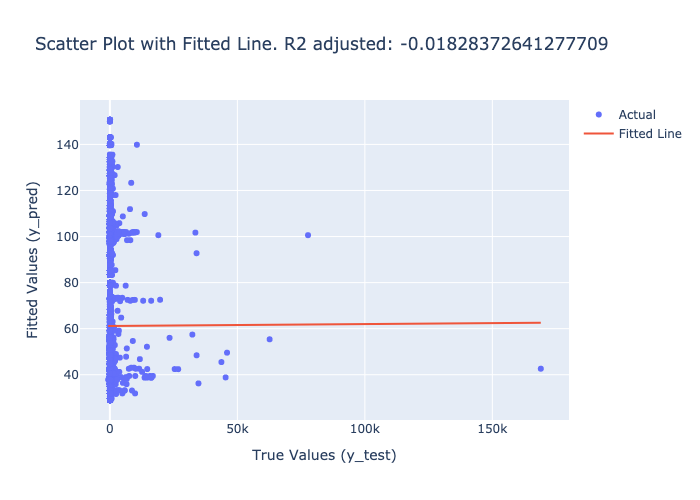 Scatter Plot with Fitted Line. R2 adjusted: -0.01828372641277709
Actual
Fitted Line
140
120
100
80
60
40
Fitted Values (y_pred)
0
50k
100k
150k
True Values (y_test)